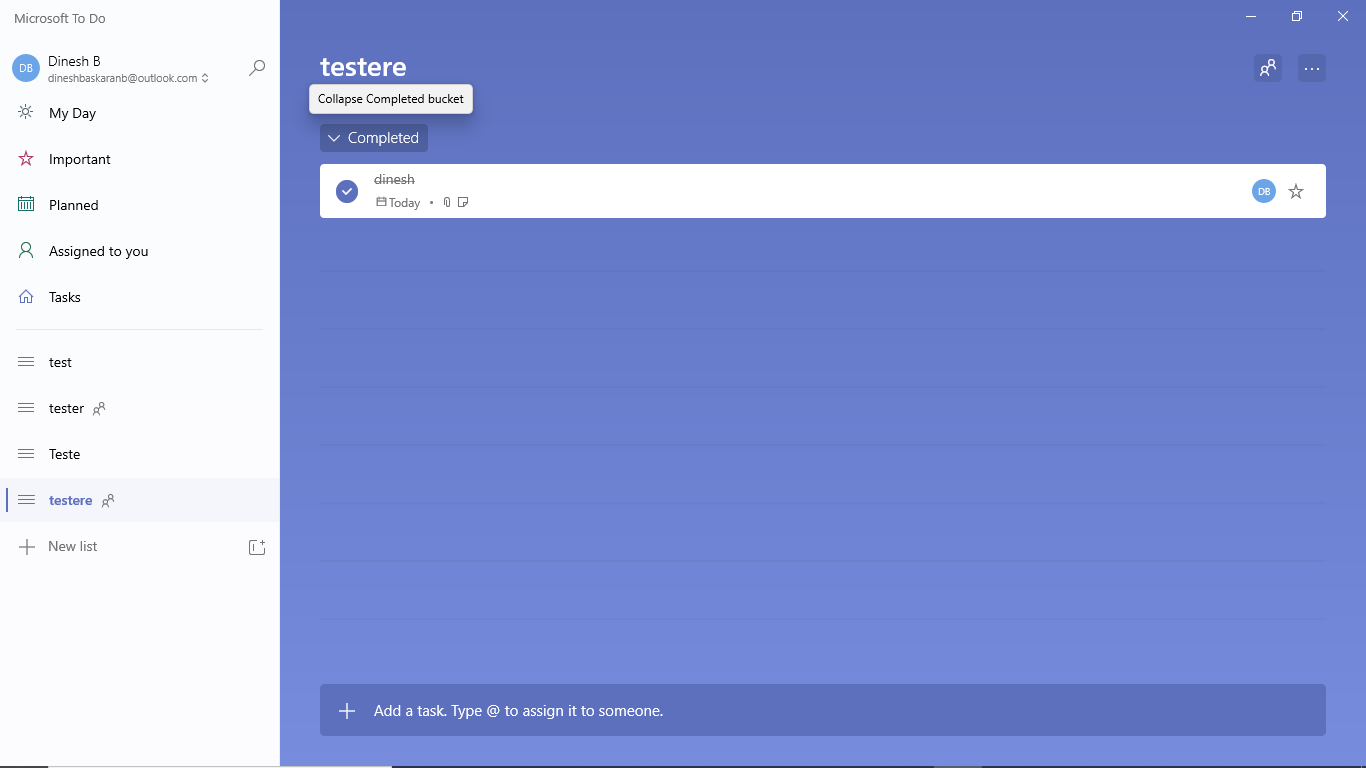 Microsoft To Do
DB
Dinesh B
dineshbaskaranb@outlook.com
My Day
Important
Planned
Assigned to you
Tasks
test
tester
Teste
testere
New list
testere
Collapse Completed bucket
Completed
dinesh
Today
DB
Add a task. Type @ to assign it to someone.